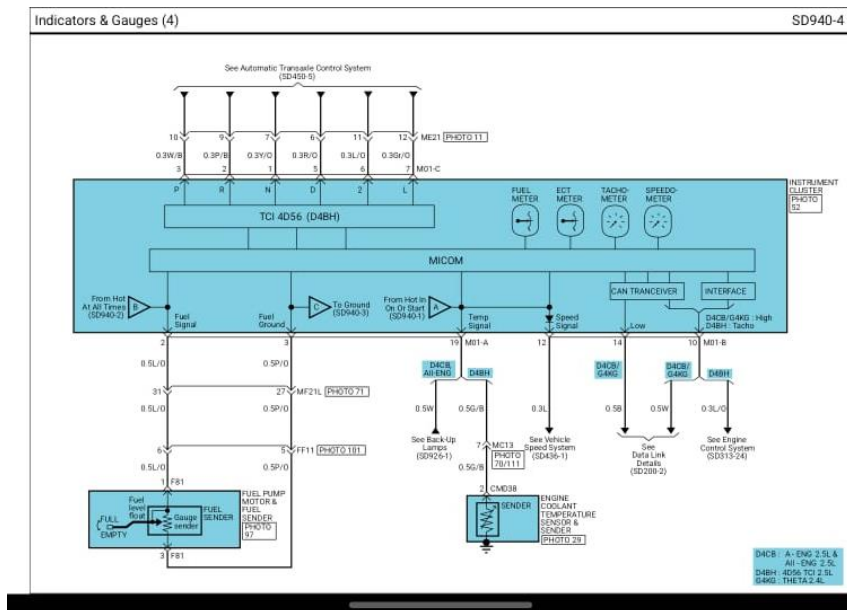 Indicators & Gauges (4)
SD940-4
See Automatic Transaxle Control System
(SD450-5)
10 9 7 6 11 12 ME21 PHOTO 11
0.3W/B 0.3P/B 0.3Y/O 0.3R/O 0.3L/O 0.3Gr/O
3 2 1 5 6 7 M01-C
P R N D 2 L
INSTRUMENT
CLUSTER
PHOTO
52
FUEL
METER
ECT
METER
TACHO-
METER
SPEEDO-
METER
TCI 4D56 (D4BH)
MICOM
CAN TRANCEIVER
INTERFACE
From Hot
At All Times
(SD940-2)
B
C
To Ground
(SD940-3)
From Hot In
On Or Start
(SD940-1)
A
Fuel
Signal
Fuel
Ground
Temp
Signal
Speed
Signal
Low
D4CB/G4KG : High
D4BH : Tacho
2 3 19 M01-A 12 14 10 M01-B
0.5L/O 0.5P/O
D4CB,
All-ENG
D4BH
D4CB/
G4KG
D4CB/
G4KG
D4BH
31 27 MF21L PHOTO 71
0.5L/O 0.5P/O 0.5W 0.5G/B 0.3L 0.5B 0.5W 0.3L/O
See Back-Up
Lamps
(SD926-1)
7 MC13
PHOTO
70/111
See Vehicle
Speed System
(SD436-1)
See
Data Link
Details
(SD200-2)
See Engine
Control System
(SD313-24)
6 5 FF11 PHOTO 101
0.5L/O 0.5P/O 0.5G/B
1 F81
2 CMD38
Fuel
level
float
FULL
EMPTY
Gauge
sender
FUEL
SENDER
FUEL PUMP
MOTOR &
FUEL
SENDER
PHOTO
97
3 F81
SENDER
ENGINE
COOLANT
TEMPERATURE
SENSOR &
SENDER
PHOTO 29
D4CB : A - ENG 2.5L &
AII - ENG 2.5L
D4BH : 4D56 TCI 2.5L
G4KG : THETA 2.4L